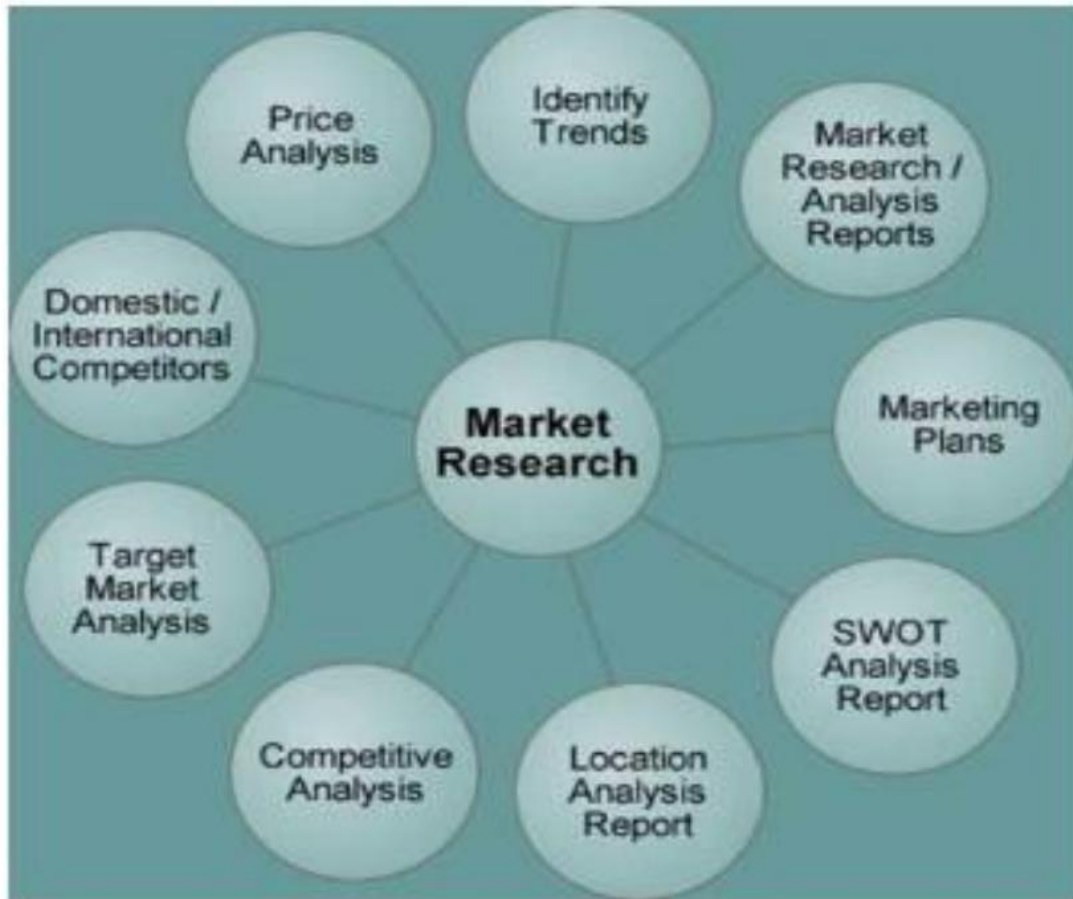 Price
Analysis
Identify
Trends
Market
Research /
Analysis
Reports
Domestic /
International
Competitors
Market
Research
Marketing
Plans
Target
Market
Analysis
SWOT
Analysis
Report
Competitive
Analysis
Location
Analysis
Report